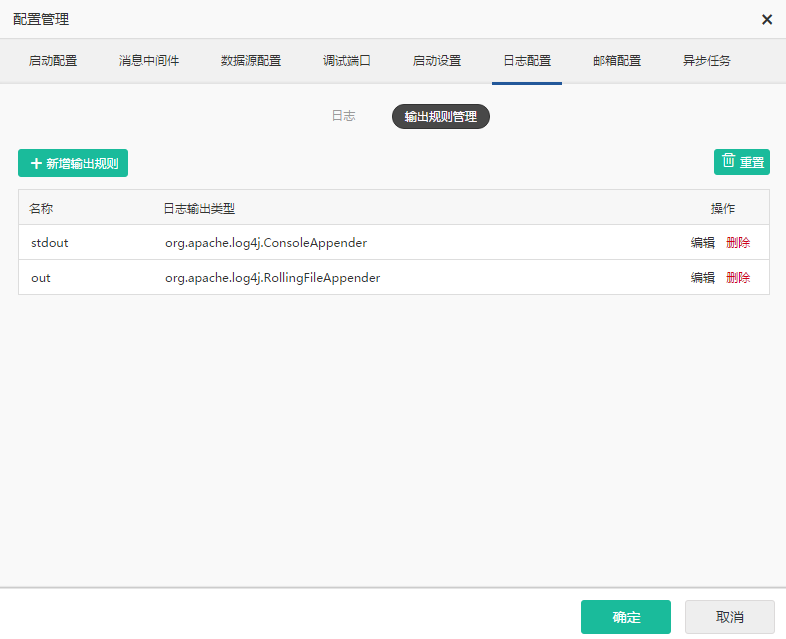 配置管理
启动配置 消息中间件 数据源配置 调试端口 启动设置 日志配置 邮箱配置 异步任务
日志 输出规则管理
新增输出规则 重置
名称 日志输出类型 操作
stdout org.apache.log4j.ConsoleAppender 编辑 删除
out org.apache.log4j.RollingFileAppender 编辑 删除
确定 取消